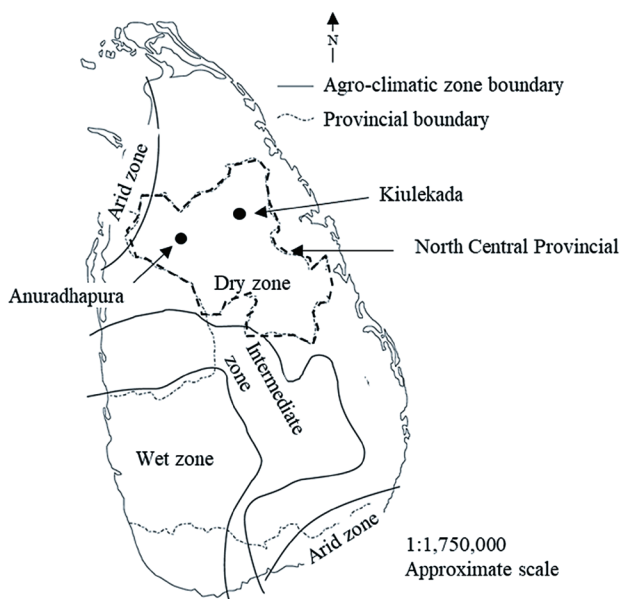 N
Agro-climatic zone boundary
Provincial boundary
Arid zone
Kiulekada
North Central Provincial
Anuradhapura
Dry zone
Intermediate
zone
Wet zone
Arid zone
1:1,750,000
Approximate scale